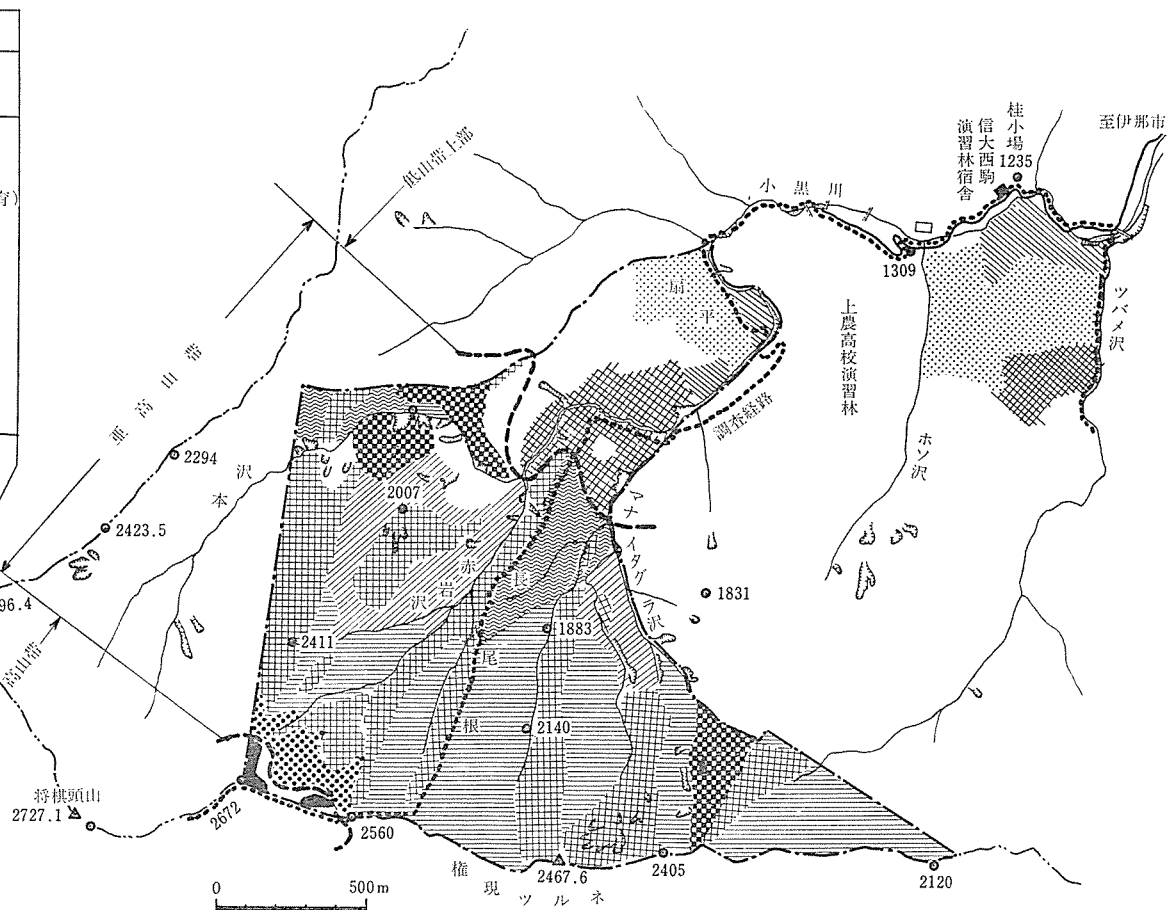 育)
至伊那市
桂小場
1235
信大西駒
演習林宿舎
小黒川
1309
ツバメ沢
上農高校演習林
ホソ沢
低山帯上部
A
亜高山帯
高山帯
扇平
調査経路
マナイタグラ沢
2294
2423.5
96.4
本沢
2007
赤岩沢
長尾根
1831
1883
2411
2140
将棋頭山
2727.1
2672
2560
権現ツルネ
2467.6
2405
2120
0 500m